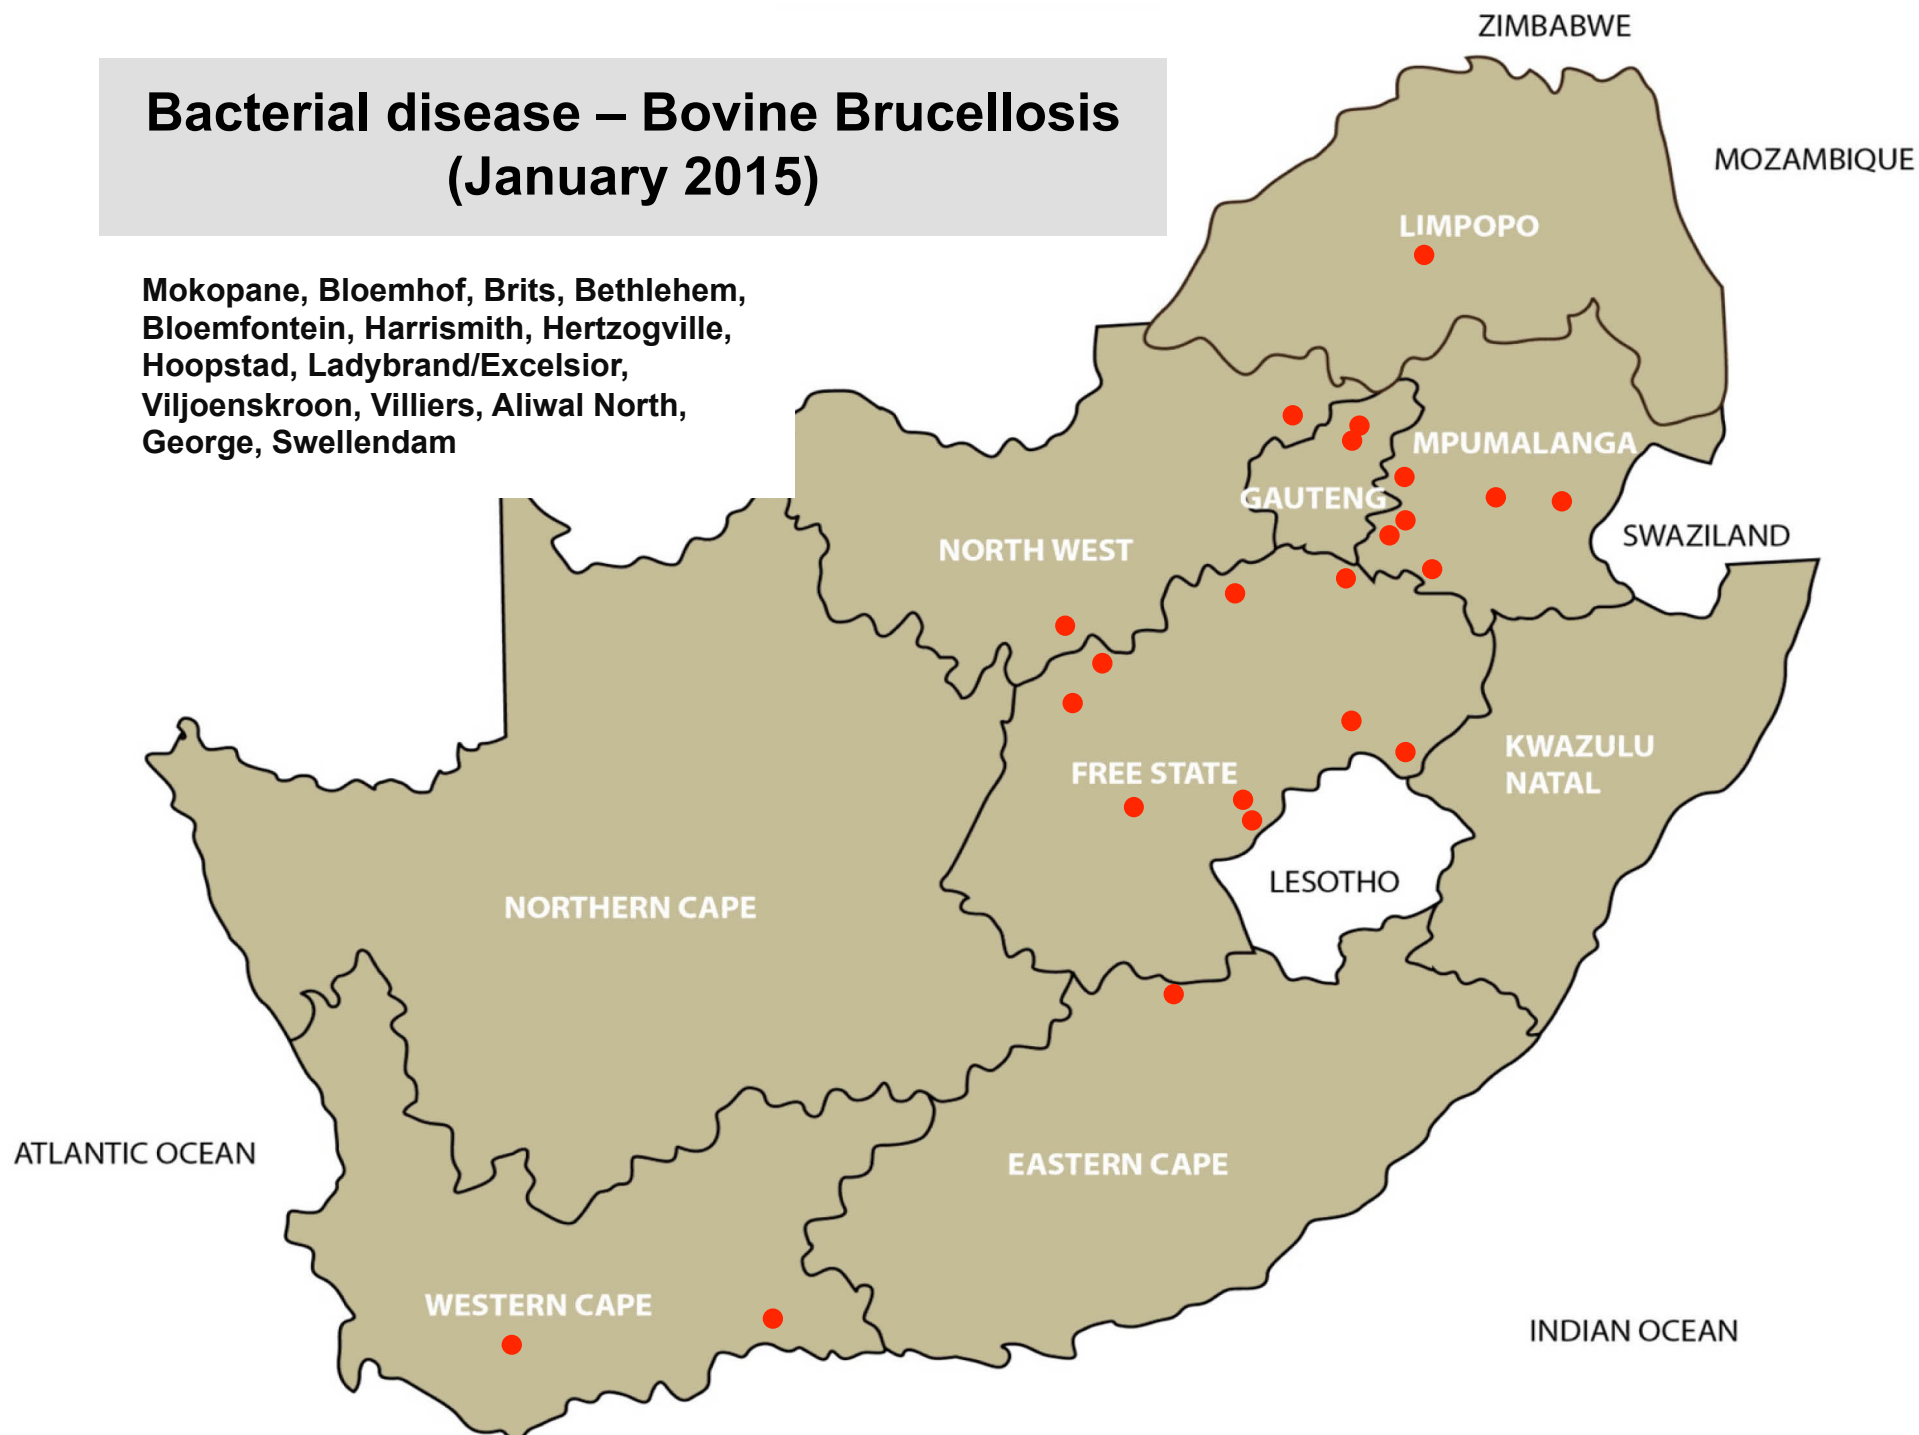 ZIMBABWE
Bacterial disease – Bovine Brucellosis
(January 2015)
MOZAMBIQUE
LIMPOPO
Mokopane, Bloemhof, Brits, Bethlehem,
Bloemfontein, Harrismith, Hertzogville,
Hoopstad, Ladybrand/Excelsior,
Viljoenskroon, Villiers, Aliwal North,
George, Swellendam
MPUMALANGA
GAUTENG
SWAZILAND
NORTH WEST
KWAZULU
NATAL
FREE STATE
LESOTHO
NORTHERN CAPE
ATLANTIC OCEAN
EASTERN CAPE
WESTERN CAPE
INDIAN OCEAN